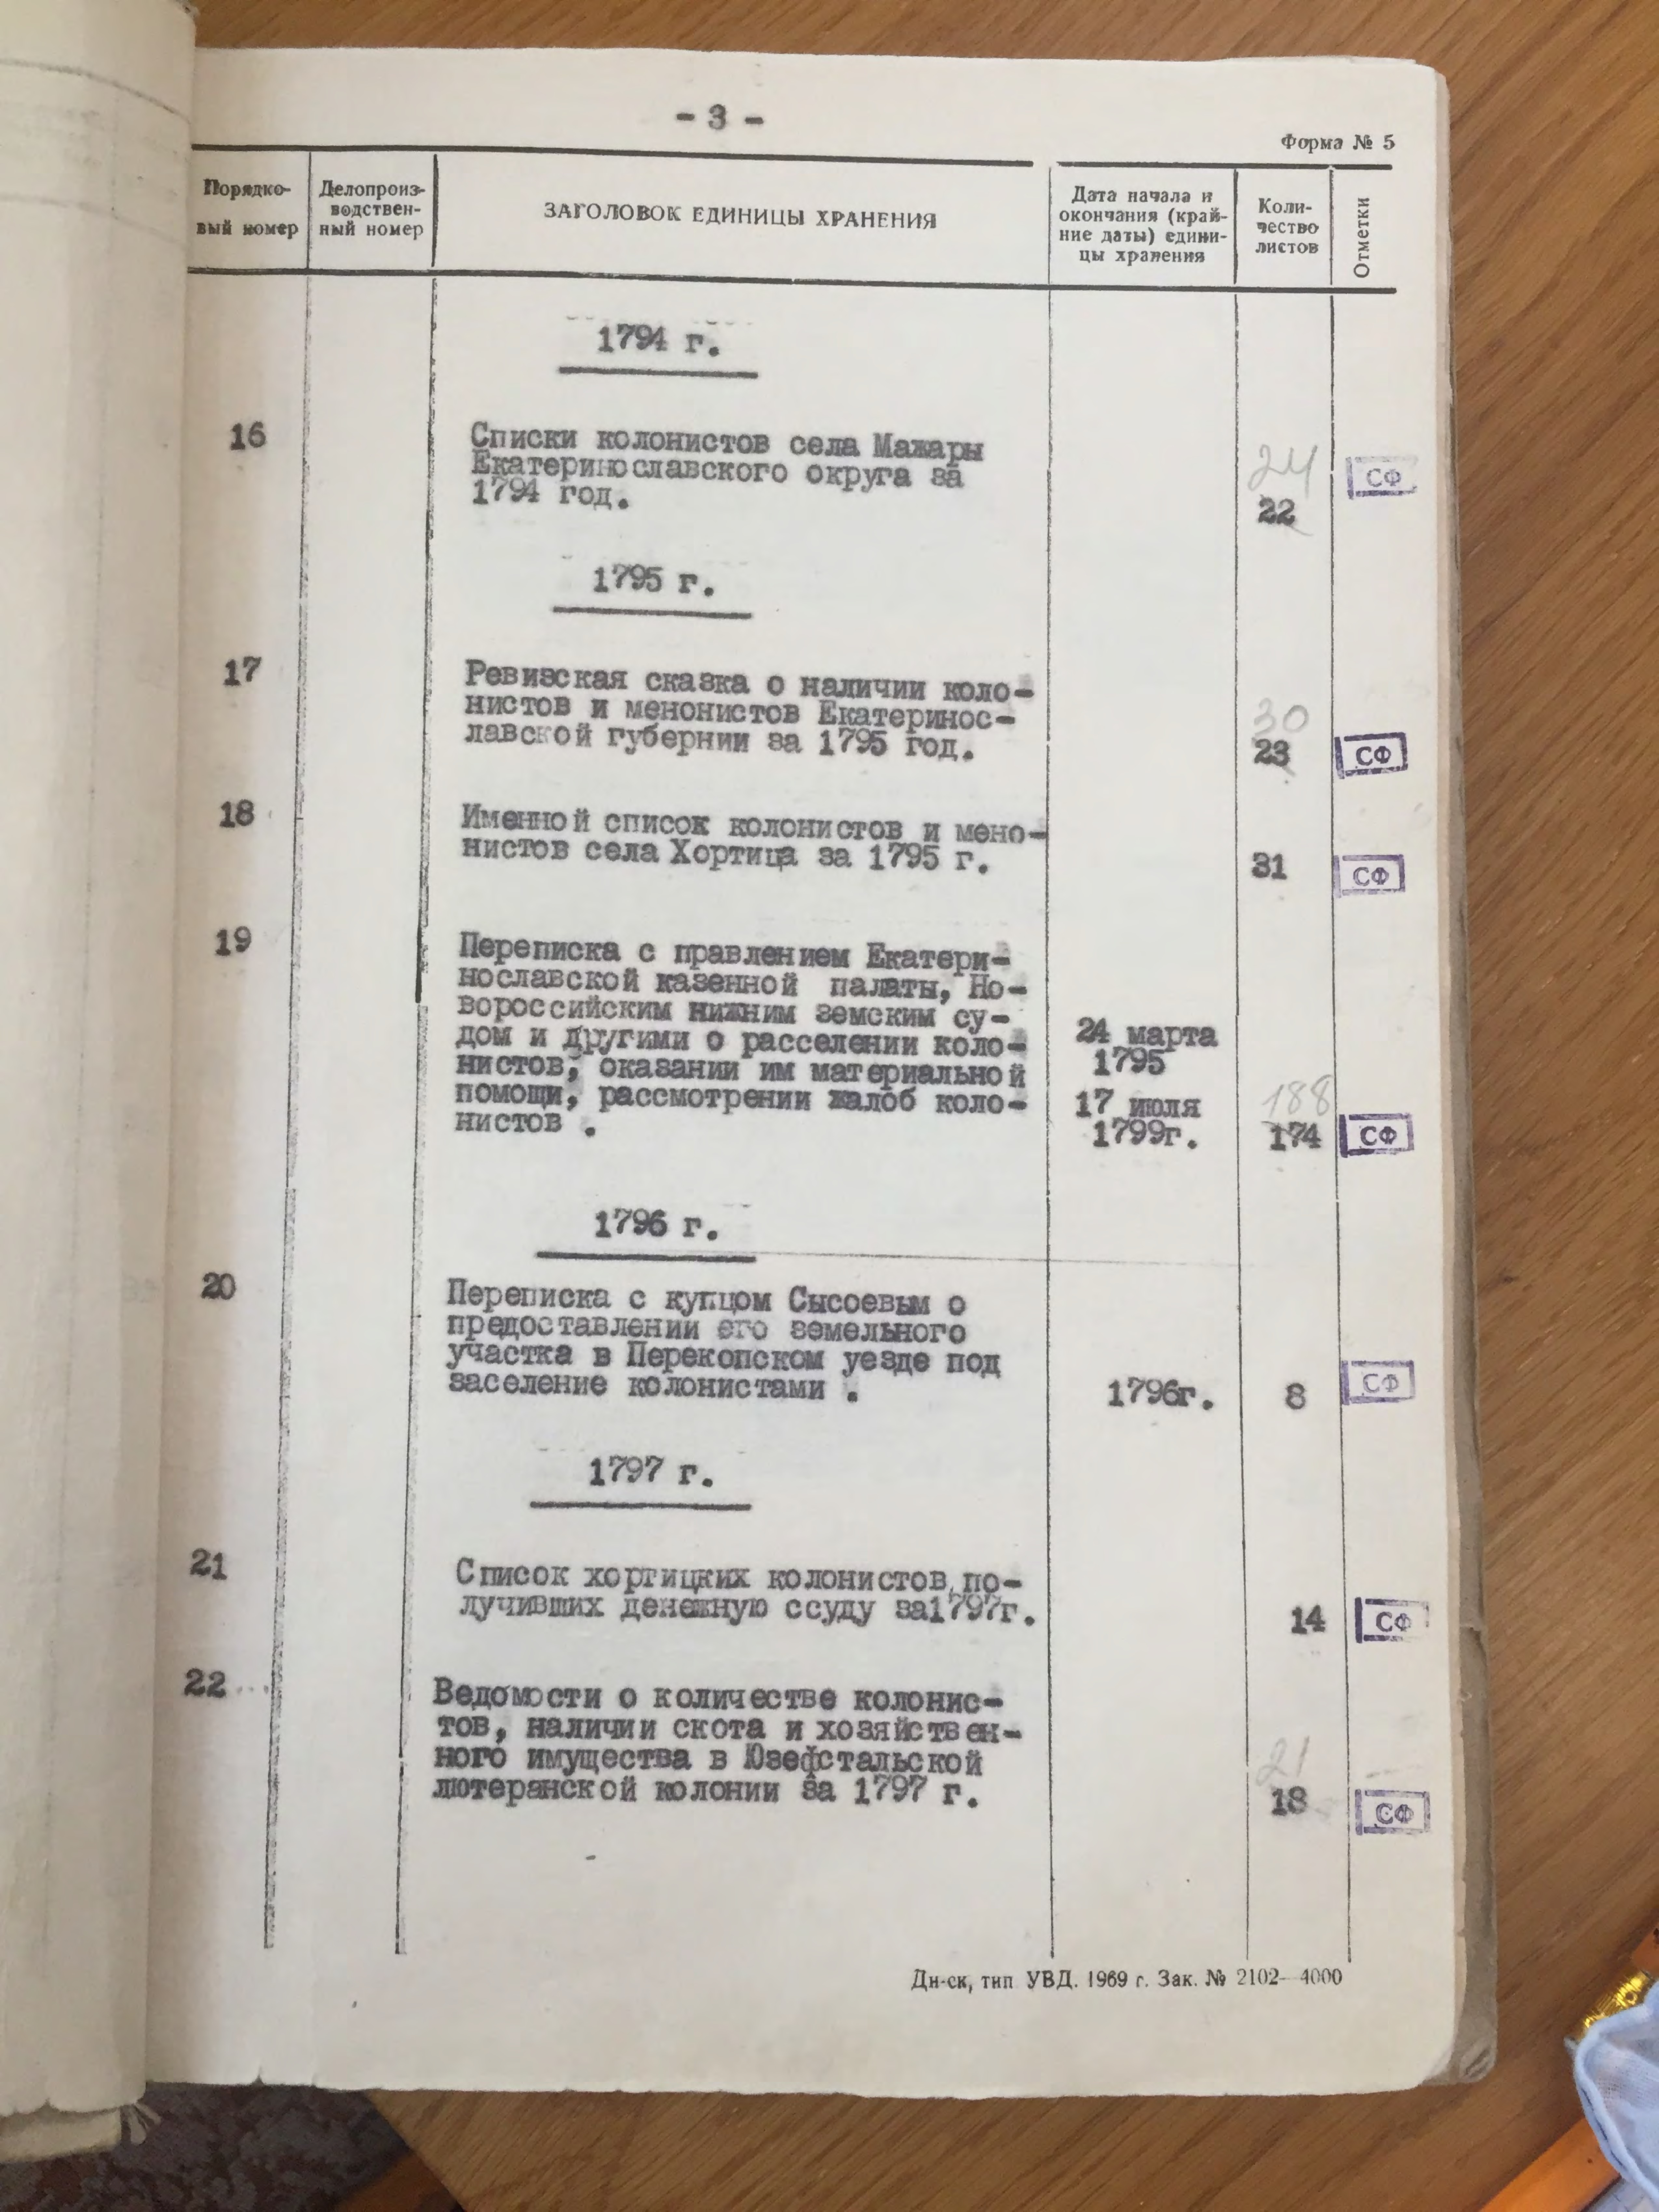 - 3 -
Форма № 5
Порядко-
вый номер
Делопроиз-
водствен-
ный номер
ЗАГОЛОВОК ЕДИНИЦЫ ХРАНЕНИЯ
Дата начала и
окончания (край-
ние даты) едини-
цы хранения
Коли-
чество
листов
Отметки
1794 г.
16
Списки колонистов села Мажары
Екатеринославского округа за
1794 год.
24
22
СФ
1795 г.
17
Ревизская сказка о наличии коло-
нистов и менонистов Екатеринос-
лавской губернии за 1795 год.
30
23
СФ
18
Именной список колонистов и мено-
нистов села Хортица за 1795 г.
31
СФ
19
Переписка с правлением Екатери-
нославской казенной палаты, Но-
вороссийским нижним земским су-
дом и другими о расселении коло-
нистов, оказании им материальной
помощи, рассмотрении жалоб коло-
нистов .
24 марта
1795
17 июля
1799г.
188
174
СФ
1796 г.
20
Переписка с купцом Сысоевым о
предоставлении его земельного
участка в Перекопском уезде под
заселение колонистами .
1796г.
8
СФ
1797 г.
21
Список хортицких колонистов, по-
лучивших денежную ссуду за1797г.
14
СФ
22
Ведомости о количестве колонис-
тов, наличии скота и хозяйствен-
ного имущества в Юзефстальской
лютеранской колонии за 1797 г.
21
18
СФ
Дн-ск, тип УВД. 1969 г. Зак. № 2102—4000